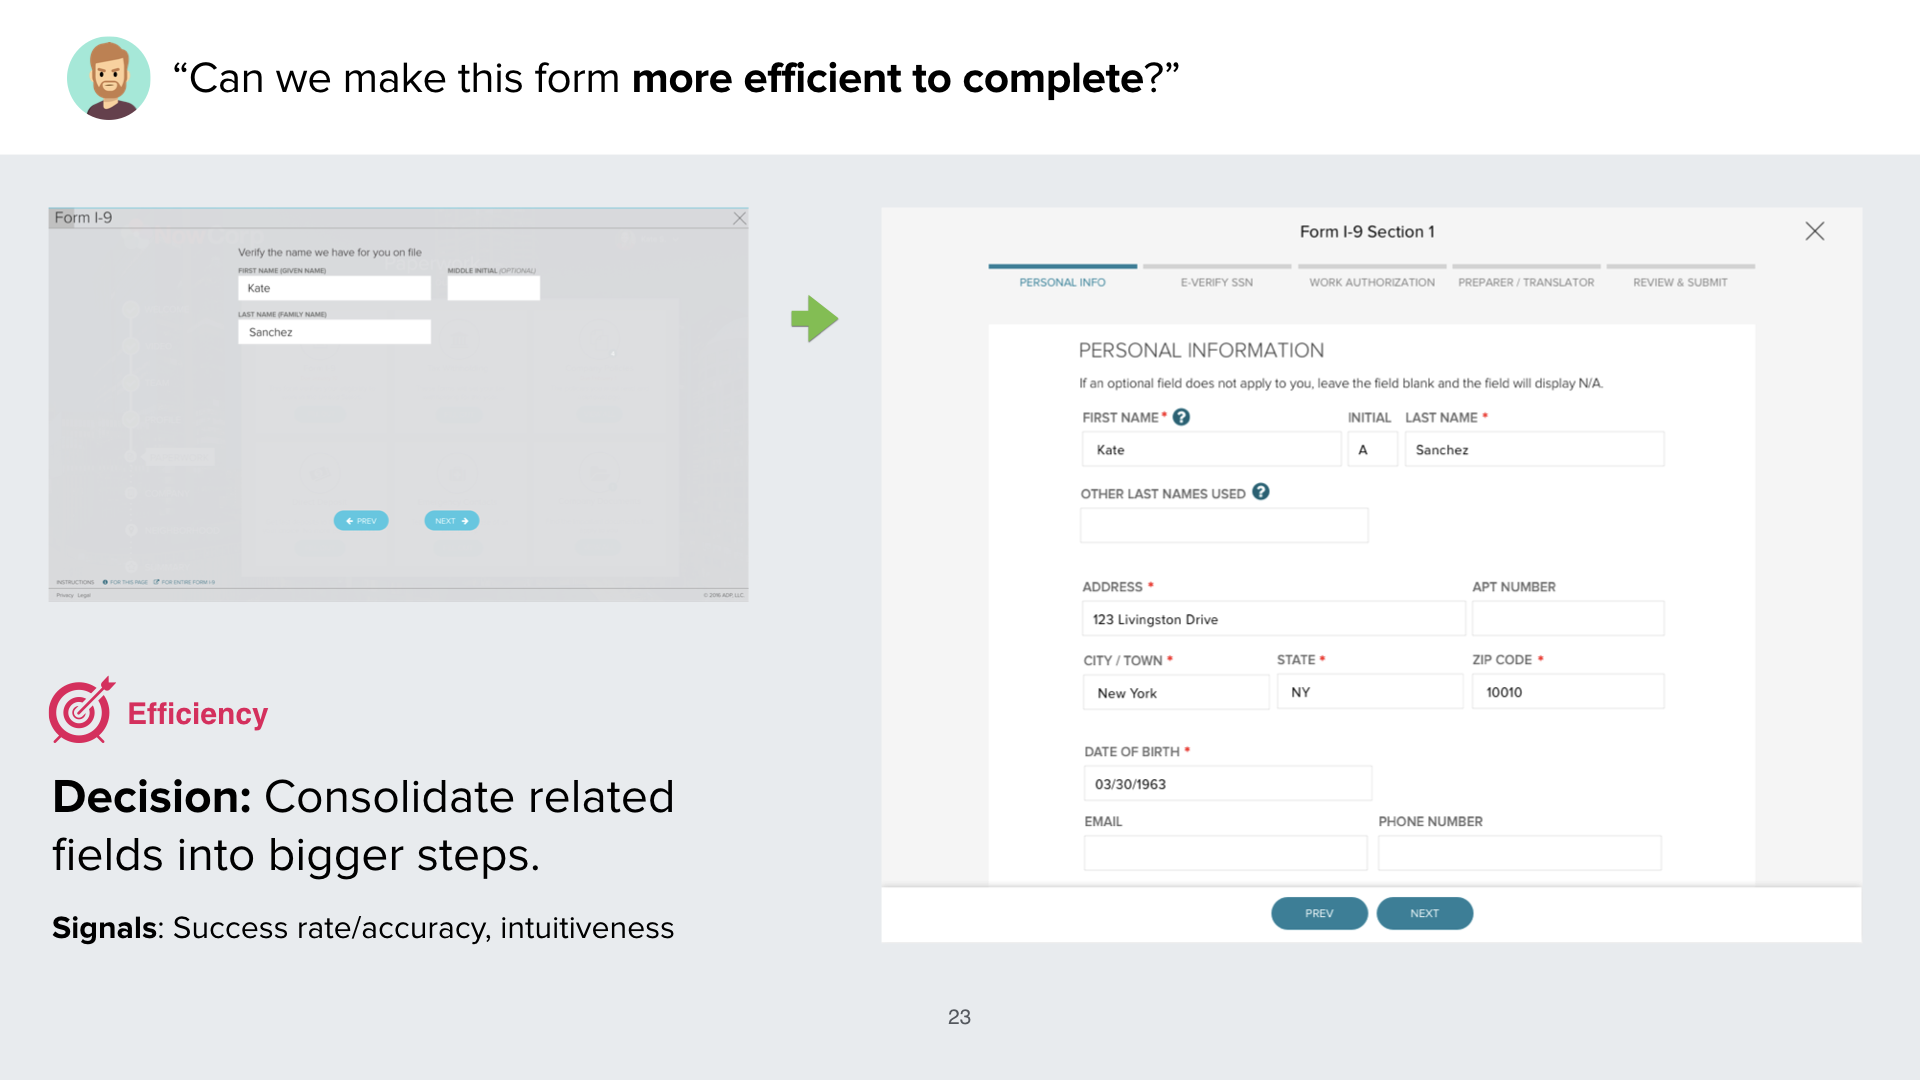 “Can we make this form more efficient to complete?”
Form I-9
Verify the name we have for you on file
FIRST NAME (GIVEN NAME)
MIDDLE INITIAL (OPTIONAL)
Kate
LAST NAME (FAMILY NAME)
Sanchez
PREV
NEXT
INSTRUCTIONS
FOR THIS PAGE
FOR ENTIRE FORM I-9
Privacy Legal
© 2016 ADP, LLC
Efficiency
Decision: Consolidate related
fields into bigger steps.
Signals: Success rate/accuracy, intuitiveness
Form I-9 Section 1
PERSONAL INFO
E-VERIFY SSN
WORK AUTHORIZATION
PREPARER / TRANSLATOR
REVIEW & SUBMIT
PERSONAL INFORMATION
If an optional field does not apply to you, leave the field blank and the field will display N/A.
FIRST NAME * ?
INITIAL
LAST NAME *
Kate
A
Sanchez
OTHER LAST NAMES USED ?
ADDRESS *
APT NUMBER
123 Livingston Drive
CITY / TOWN *
STATE *
ZIP CODE *
New York
NY
10010
DATE OF BIRTH *
03/30/1963
EMAIL
PHONE NUMBER
PREV
NEXT
23